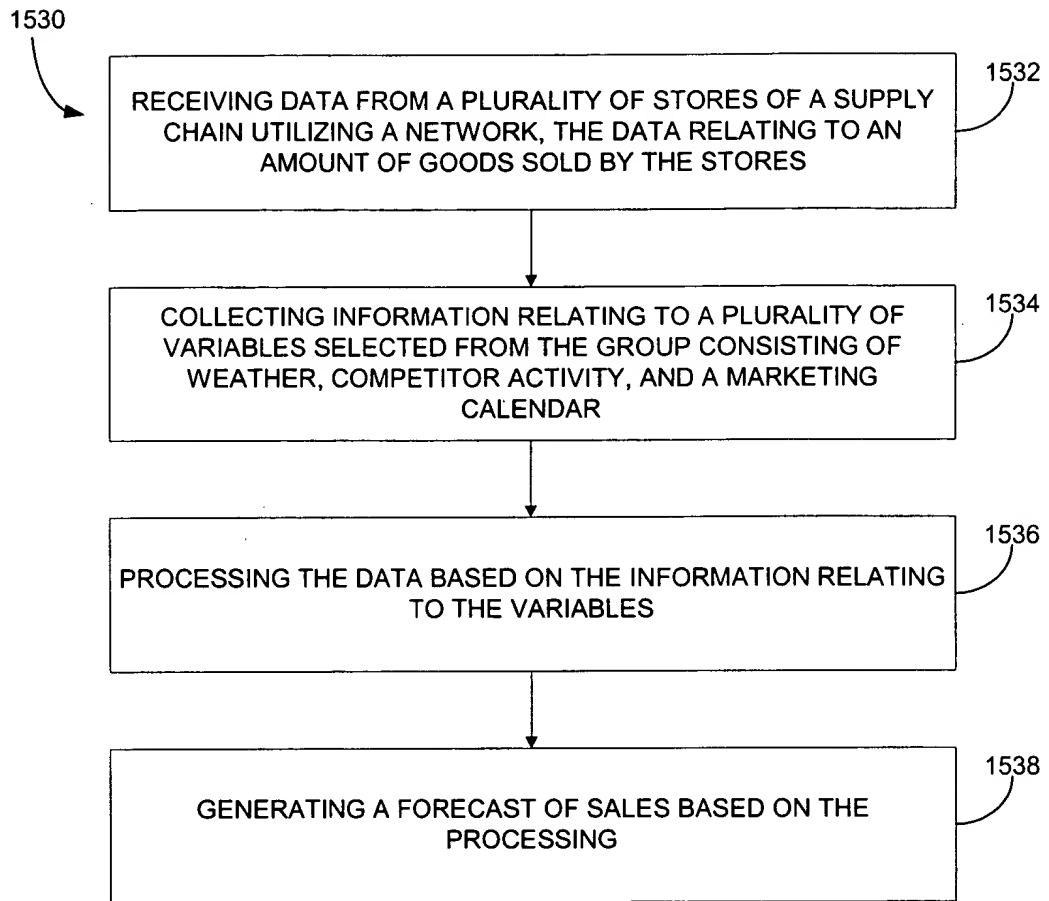 1530
1532
RECEIVING DATA FROM A PLURALITY OF STORES OF A SUPPLY
CHAIN UTILIZING A NETWORK, THE DATA RELATING TO AN
AMOUNT OF GOODS SOLD BY THE STORES
1534
COLLECTING INFORMATION RELATING TO A PLURALITY OF
VARIABLES SELECTED FROM THE GROUP CONSISTING OF
WEATHER, COMPETITOR ACTIVITY, AND A MARKETING
CALENDAR
1536
PROCESSING THE DATA BASED ON THE INFORMATION RELATING
TO THE VARIABLES
1538
GENERATING A FORECAST OF SALES BASED ON THE
PROCESSING